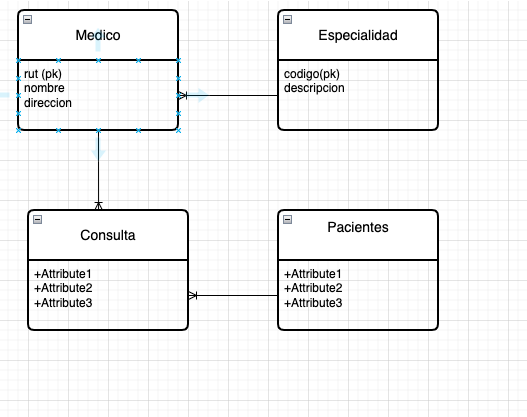 Medico
rut (pk)
nombre
direccion
Especialidad
codigo(pk)
descripcion
Consulta
+Attribute1
+Attribute2
+Attribute3
Pacientes
+Attribute1
+Attribute2
+Attribute3